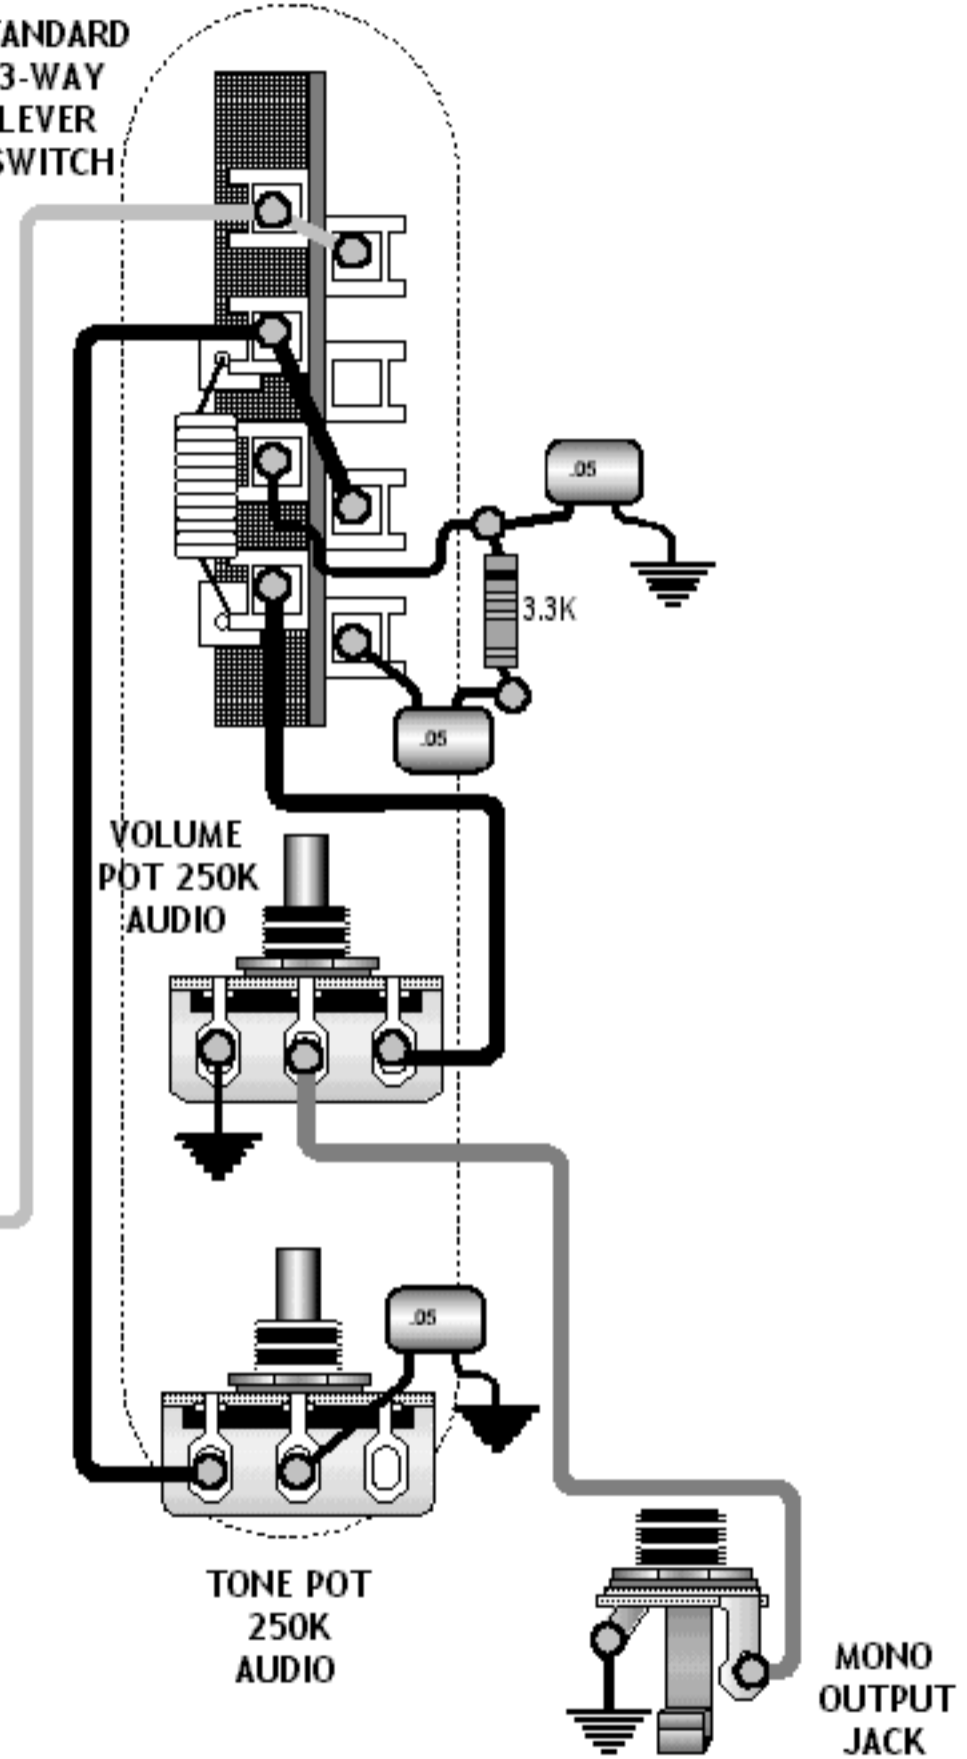 TANDARD
3-WAY
LEVER
SWITCH
.05
3.3K
.05
VOLUME
POT 250K
AUDIO
.05
TONE POT
250K
AUDIO
MONO
OUTPUT
JACK